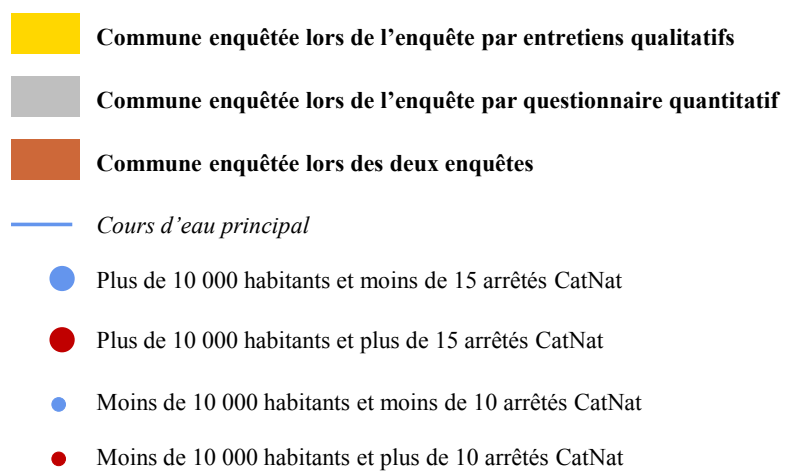 Commune enquêtée lors de l’enquête par entretiens qualitatifs
Commune enquêtée lors de l’enquête par questionnaire quantitatif
Commune enquêtée lors des deux enquêtes
Cours d’eau principal
Plus de 10 000 habitants et moins de 15 arrêtés CatNat
Plus de 10 000 habitants et plus de 15 arrêtés CatNat
Moins de 10 000 habitants et moins de 10 arrêtés CatNat
Moins de 10 000 habitants et plus de 10 arrêtés CatNat